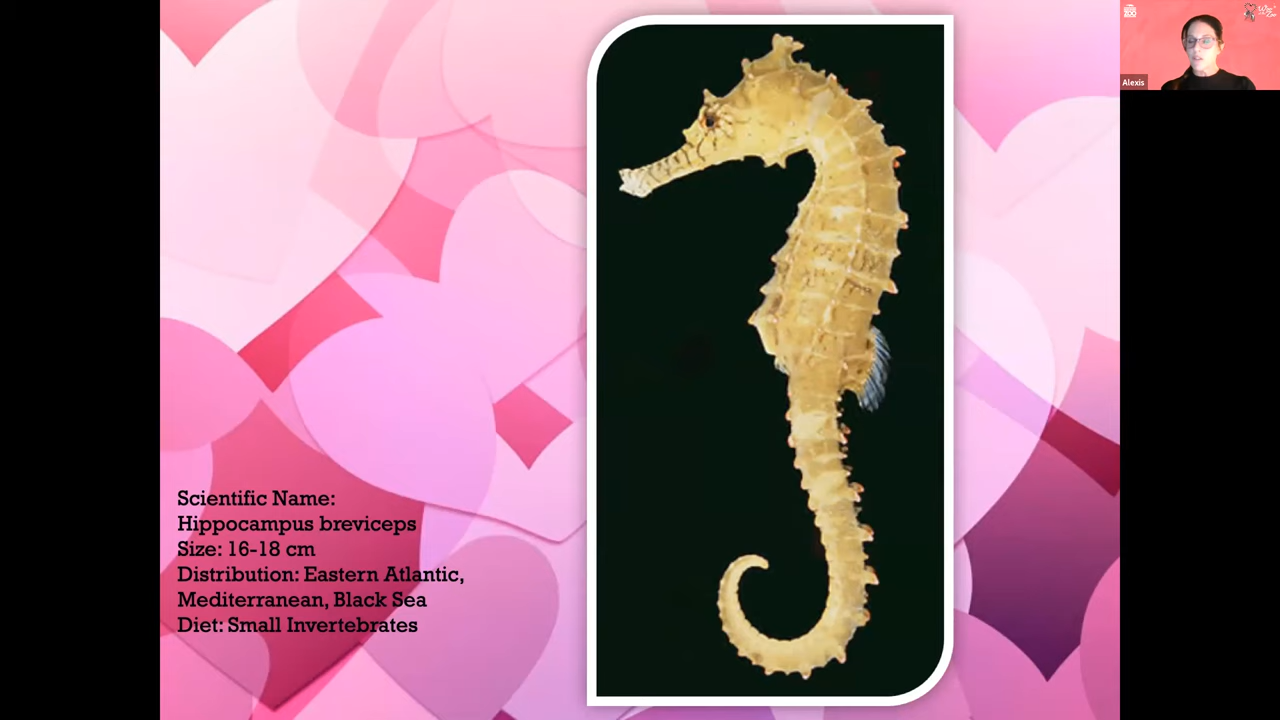 Scientific Name:
Hippocampus breviceps
Size: 16-18 cm
Distribution: Eastern Atlantic,
Mediterranean, Black Sea
Diet: Small Invertebrates
Alexis